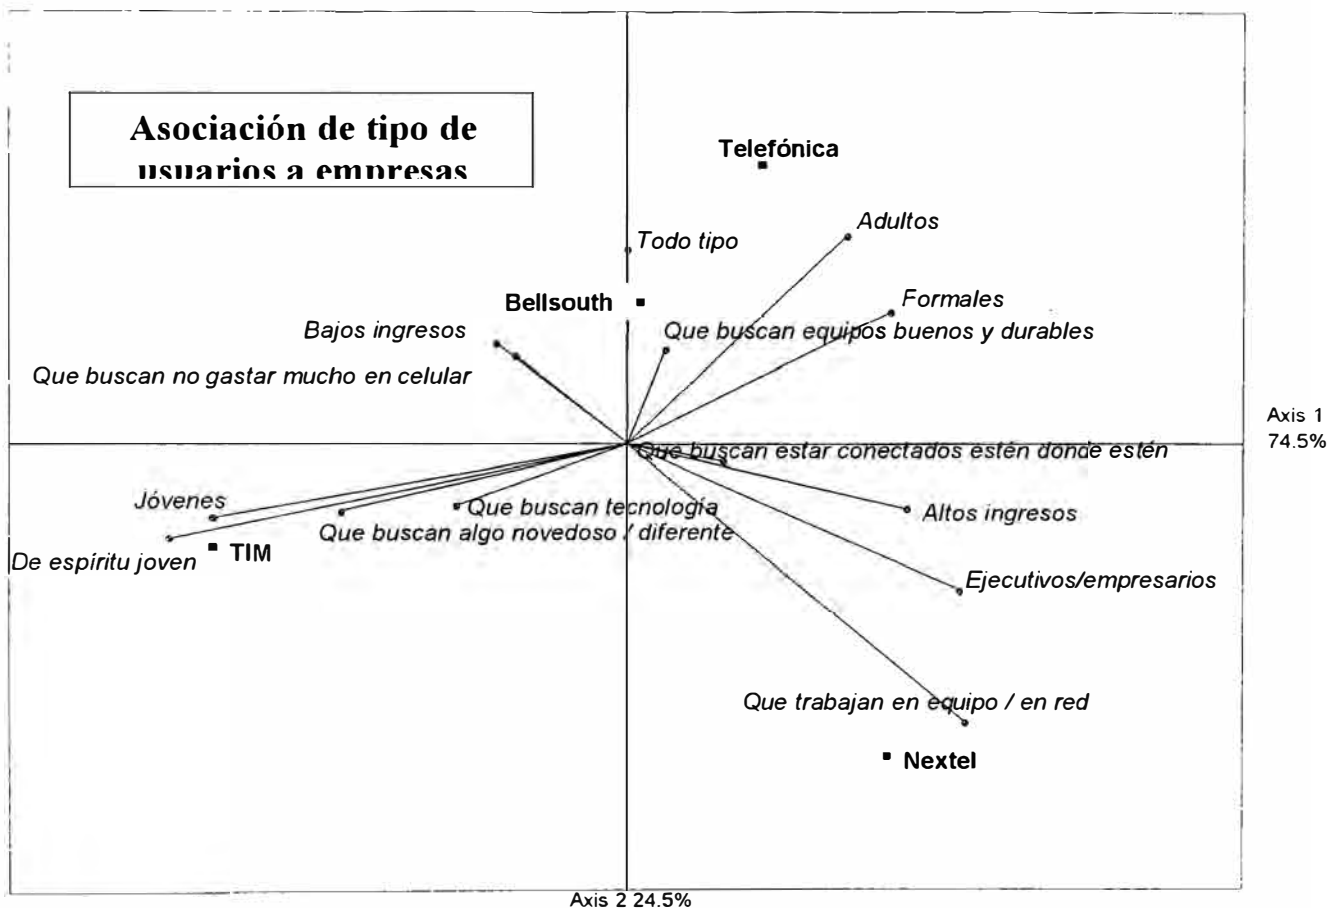 Asociación de tipo de
usuarios a empresas
Telefónica
Adultos
Todo tipo
Bellsouth
Formales
Bajos ingresos
Que buscan equipos buenos y durables
Que buscan no gastar mucho en celular
Axis 1
74.5%
Que buscan estar conectados estén donde estén
Jóvenes
Que buscan tecnología
Altos ingresos
Que buscan algo novedoso / diferente
De espíritu joven
TIM
Ejecutivos/empresarios
Que trabajan en equipo / en red
Nextel
Axis 2 24.5%